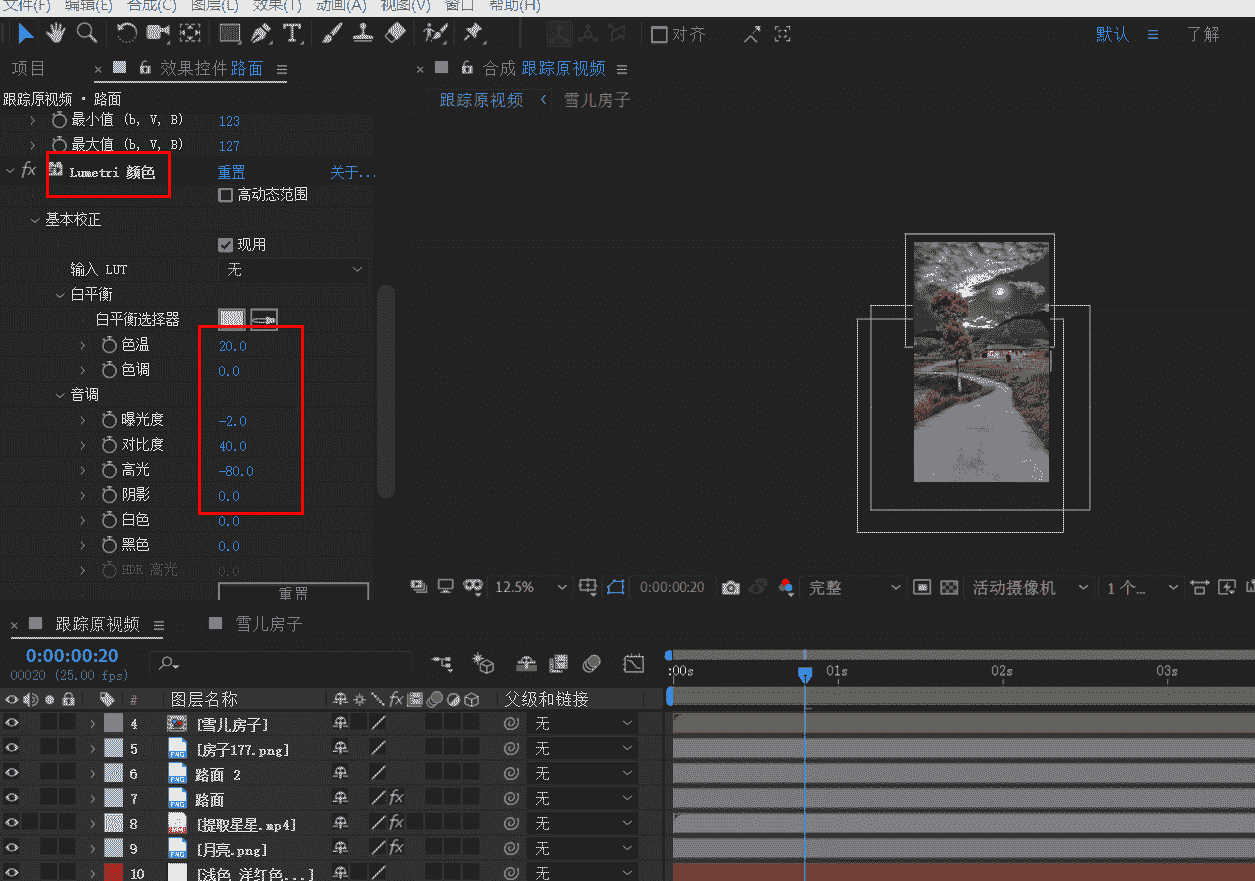 文件(F) 编辑(E) 合成(C) 图层(L) 效果(T) 动画(A) 视图(V) 窗口 帮助(H)
对齐 默认 了解
项目 效果控件 路面 合成 跟踪原视频
跟踪原视频 · 路面 跟踪原视频 雪儿房子
最小值 (b, V, B) 123
最大值 (b, V, B) 127
fx Lumetri 颜色 重置 关于...
高动态范围
基本校正
现用
输入 LUT 无
白平衡
白平衡选择器
色温 20.0
色调 0.0
音调
曝光度 -2.0
对比度 40.0
高光 -80.0
阴影 0.0
白色 0.0
黑色 0.0
HDR 高光 0.0
重置
12.5% 0:00:00:20 完整 活动摄像机 1 个...
跟踪原视频 雪儿房子
0:00:00:20
00020 (25.00 fps)
:00s 01s 02s 03s
# 图层名称 fx 父级和链接
4 [雪儿房子] 无
5 [房子177.png] 无
6 路面 2 无
7 路面 fx 无
8 [提取星星.mp4] fx 无
9 [月亮.png] fx 无
10 [浅色 洋红色...] 无